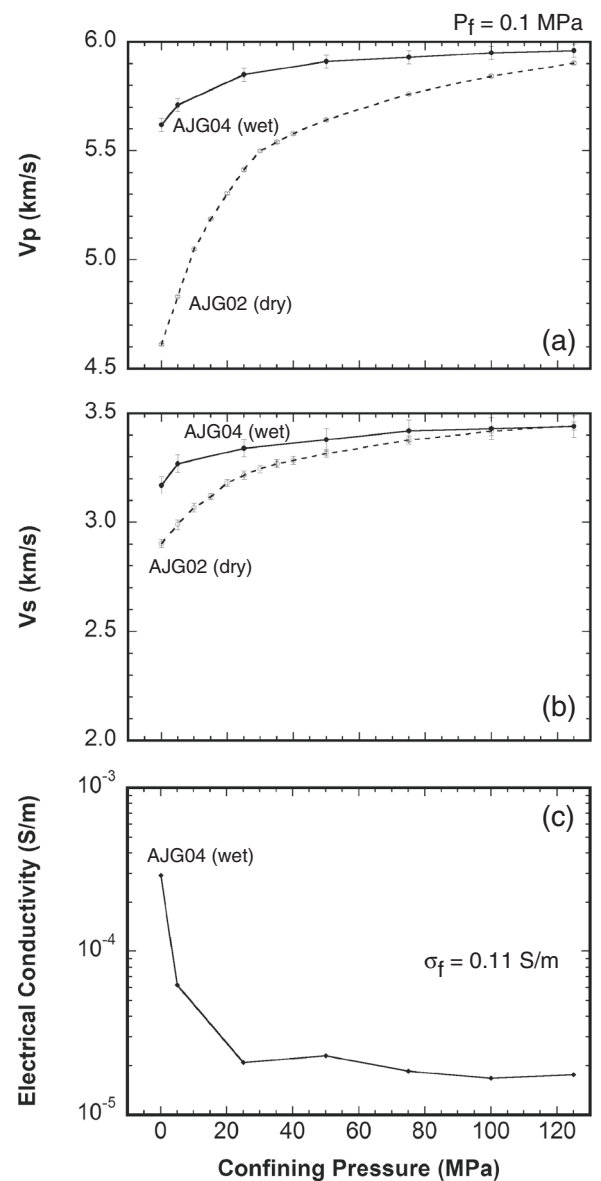 P_f = 0.1 MPa
6.0
5.5
5.0
4.5
Vp (km/s)
AJG04 (wet)
AJG02 (dry)
(a)
3.5
3.0
2.5
2.0
Vs (km/s)
AJG04 (wet)
AJG02 (dry)
(b)
10^-3
10^-4
10^-5
Electrical Conductivity (S/m)
(c)
AJG04 (wet)
σ_f = 0.11 S/m
0 20 40 60 80 100 120
Confining Pressure (MPa)